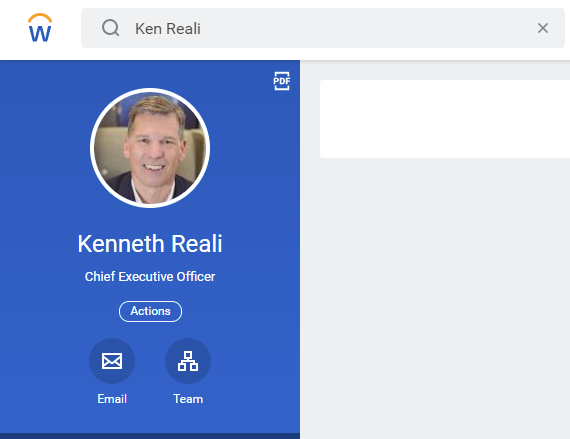 W
Ken Reali
PDF
Kenneth Reali
Chief Executive Officer
Actions
Email
Team